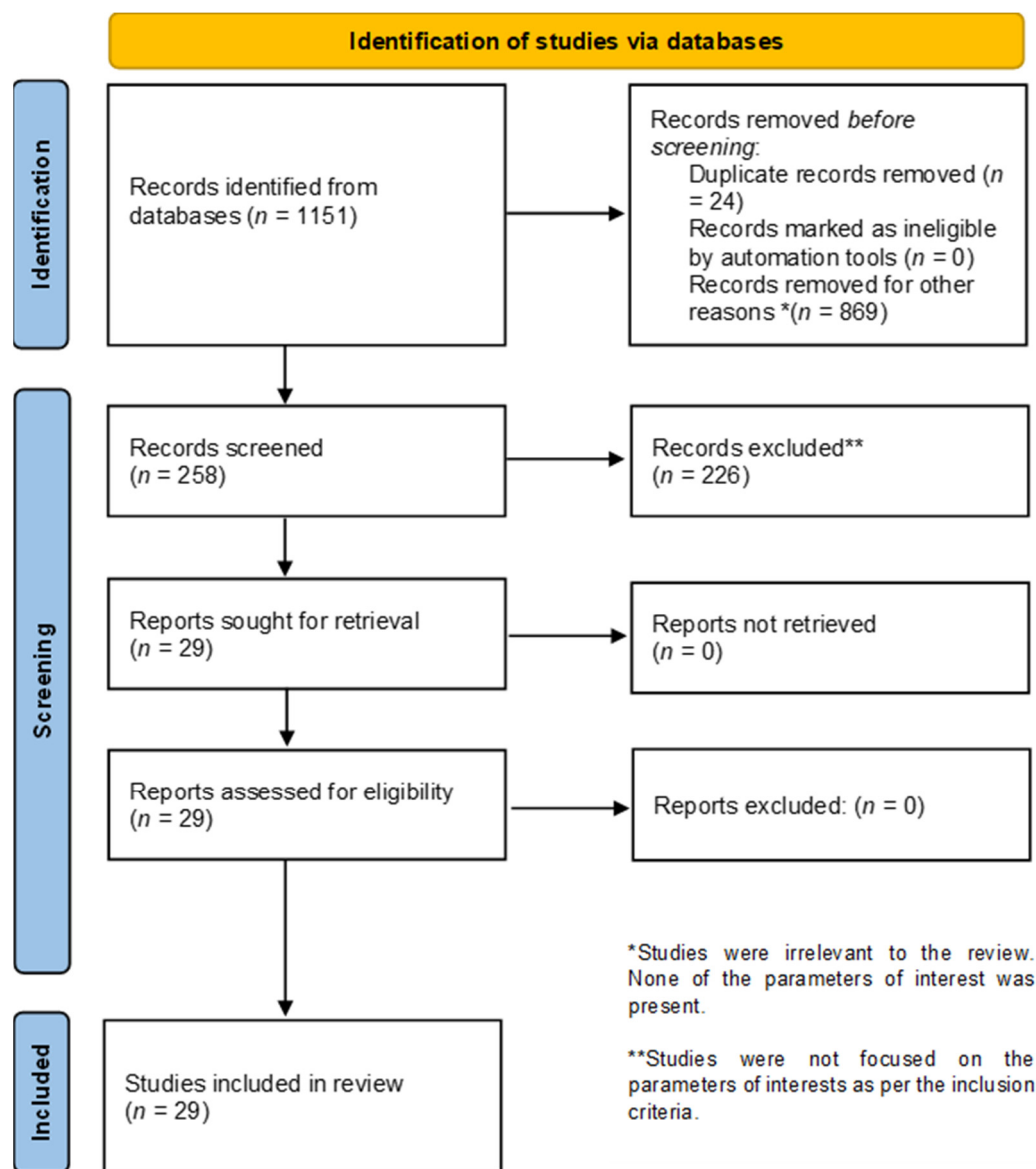 Identification of studies via databases
Identification
Records identified from
databases (n = 1151)
Records removed before
screening:
Duplicate records removed (n
= 24)
Records marked as ineligible
by automation tools (n = 0)
Records removed for other
reasons *(n = 869)
Screening
Records screened
(n = 258)
Records excluded**
(n = 226)
Reports sought for retrieval
(n = 29)
Reports not retrieved
(n = 0)
Reports assessed for eligibility
(n = 29)
Reports excluded: (n = 0)
*Studies were irrelevant to the review.
None of the parameters of interest was
present.
**Studies were not focused on the
parameters of interests as per the inclusion
criteria.
Included
Studies included in review
(n = 29)